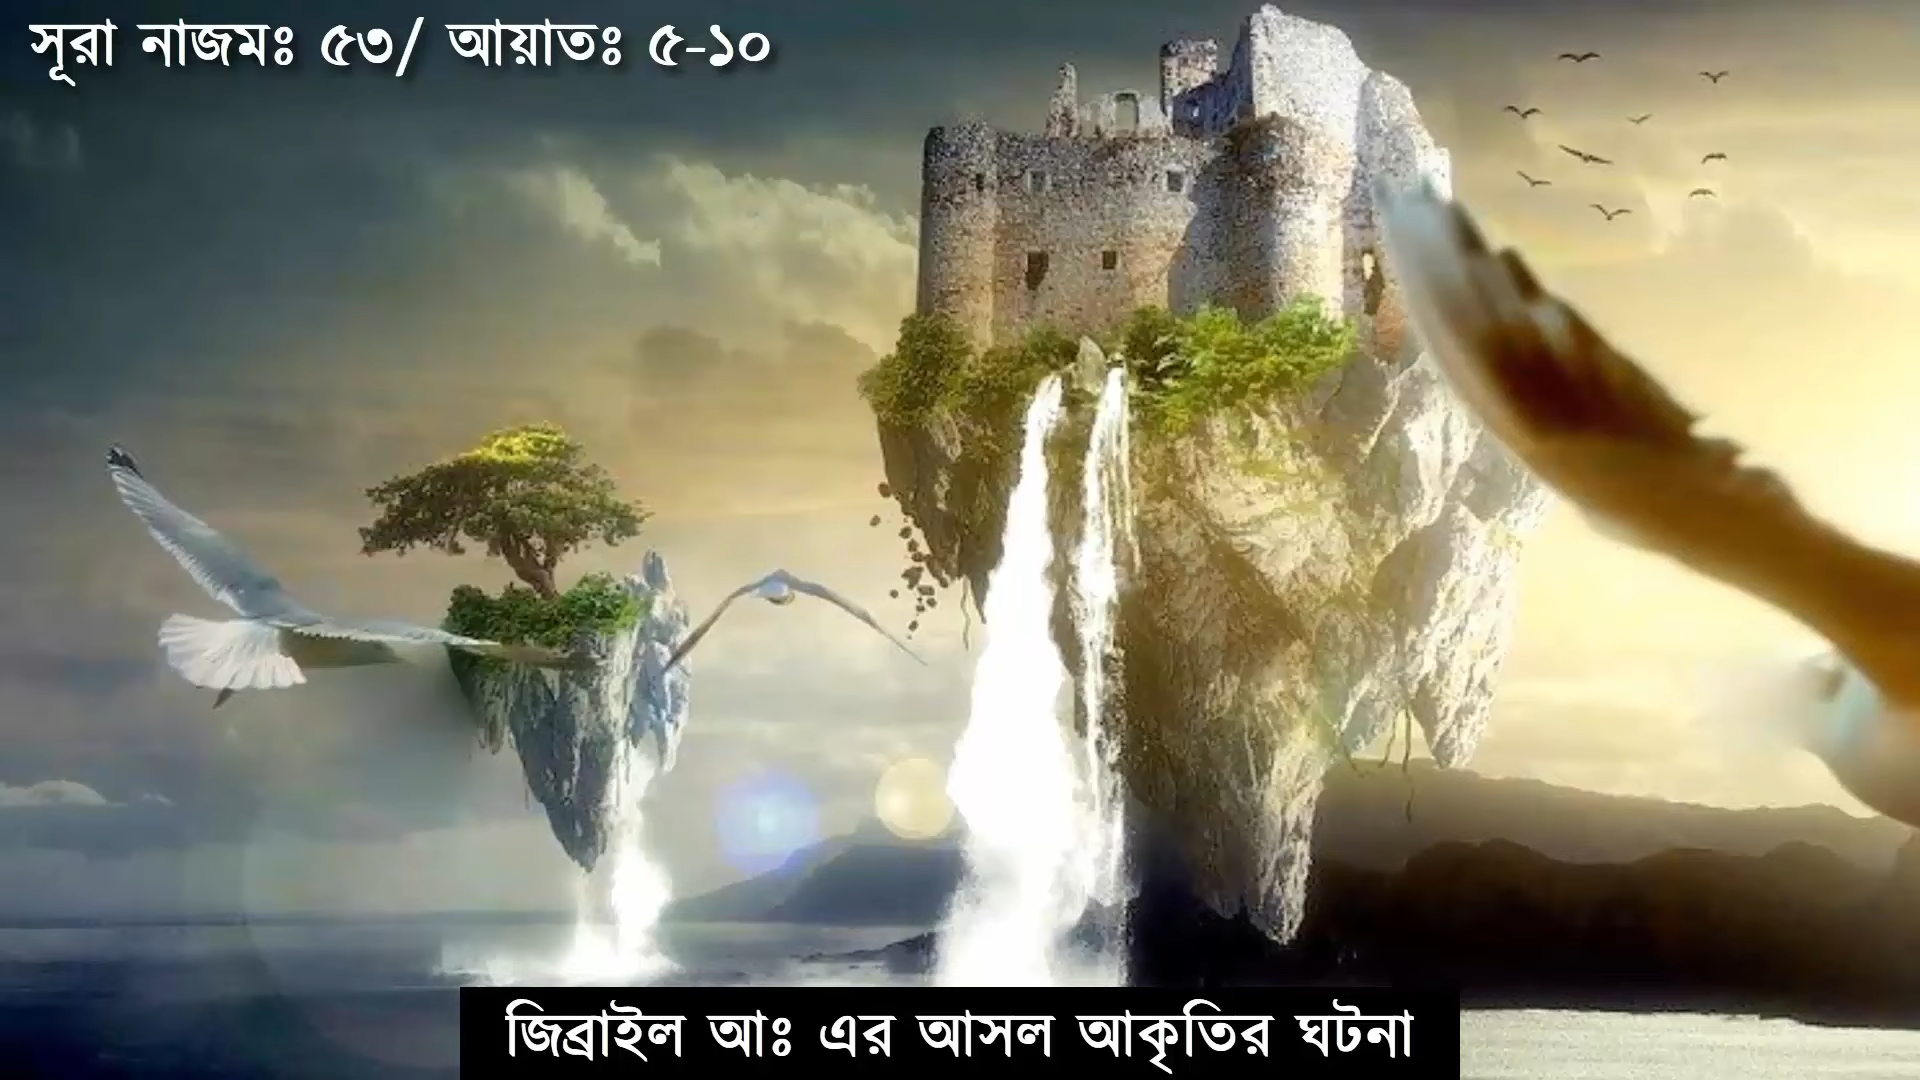 সূরা নাজমঃ ৫৩/ আয়াতঃ ৫-১০
জিব্রাইল আঃ এর আসল আকৃতির ঘটনা